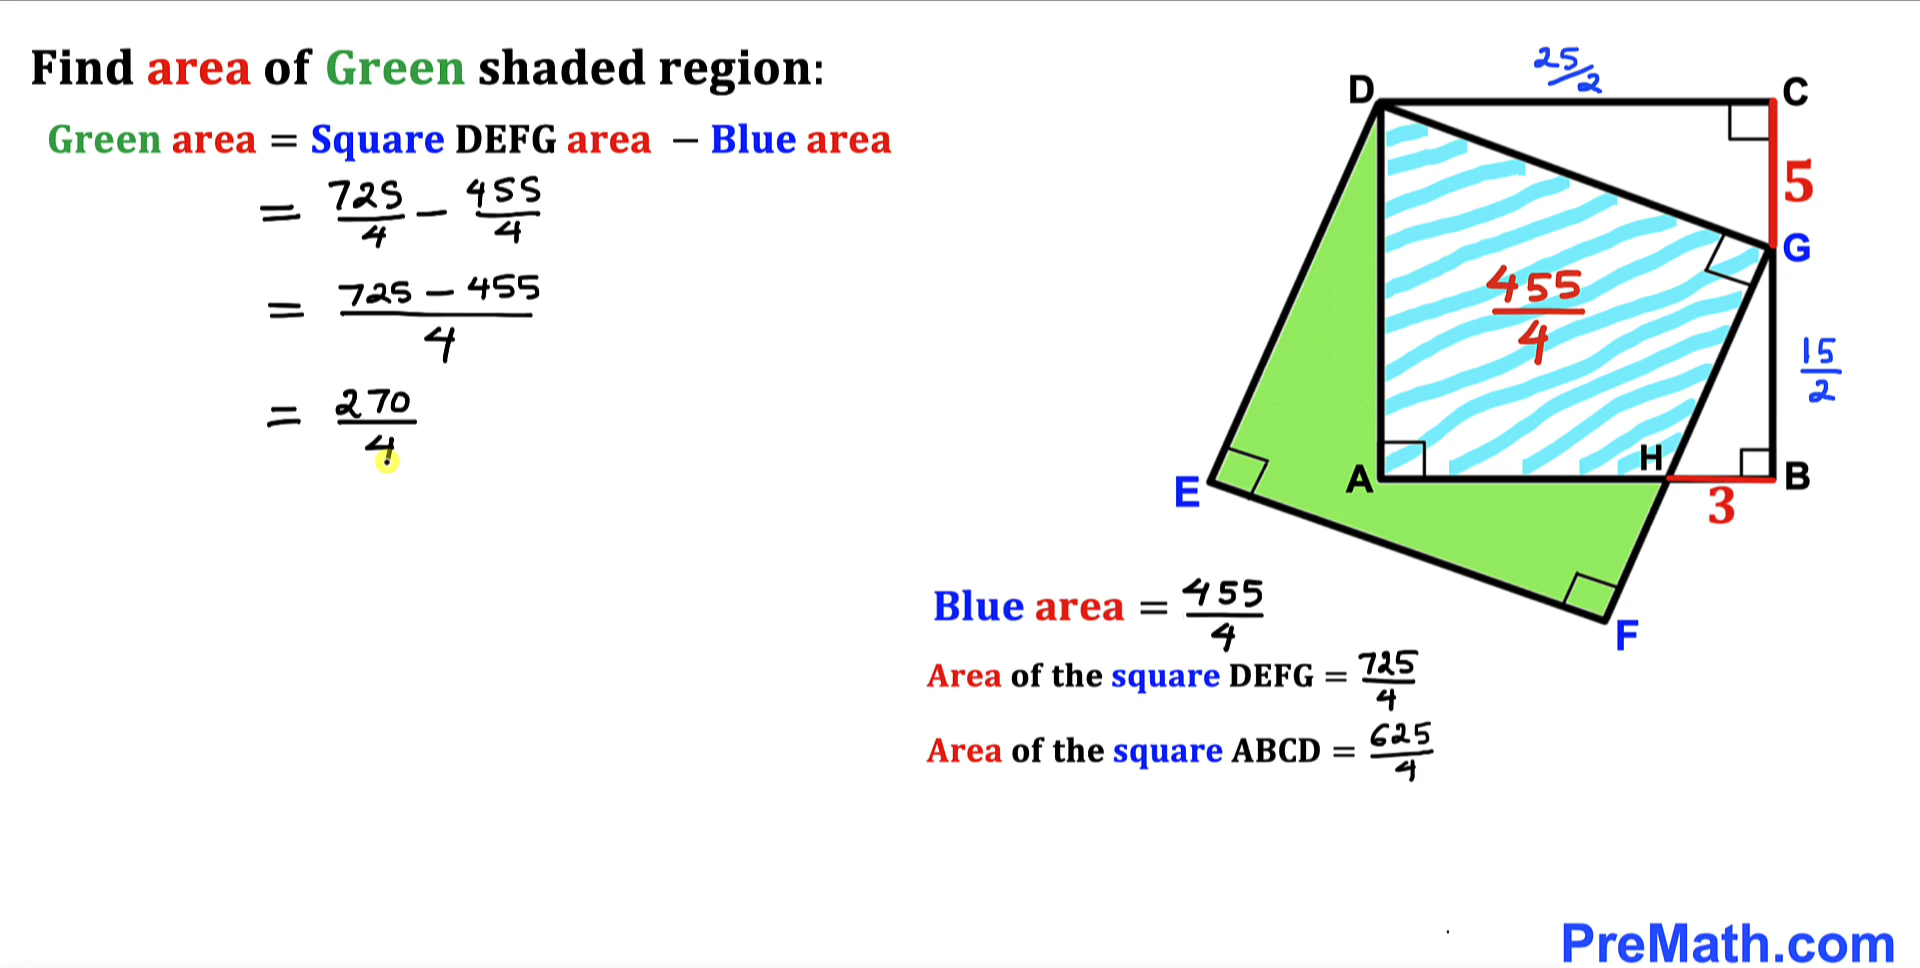 Find area of Green shaded region:
Green area = Square DEFG area − Blue area
= 725/4 − 455/4
= 725 − 455 / 4
= 270/4
25/2
D
C
5
G
455/4
15/2
H
A
B
3
E
F
Blue area = 455/4
Area of the square DEFG = 725/4
Area of the square ABCD = 625/4
PreMath.com